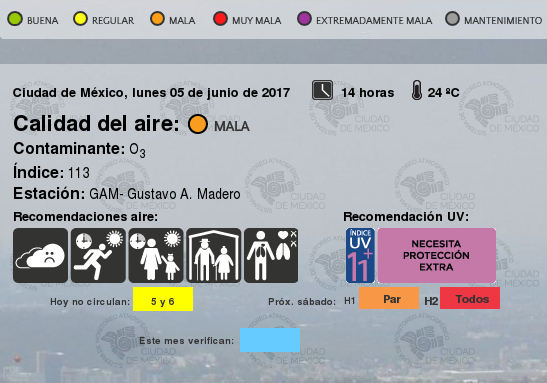 BUENA REGULAR MALA MUY MALA EXTREMADAMENTE MALA MANTENIMIENTO
Ciudad de México, lunes 05 de junio de 2017 14 horas 24 ºC
Calidad del aire: MALA
Contaminante: O3
Índice: 113
Estación: GAM- Gustavo A. Madero
Recomendaciones aire: Recomendación UV:
ÍNDICE
UV
11+
NECESITA
PROTECCIÓN
EXTRA
Hoy no circulan: 5 y 6 Próx. sábado: H1 Par H2 Todos
Este mes verifican:
CIUDAD
DE MÉXICO